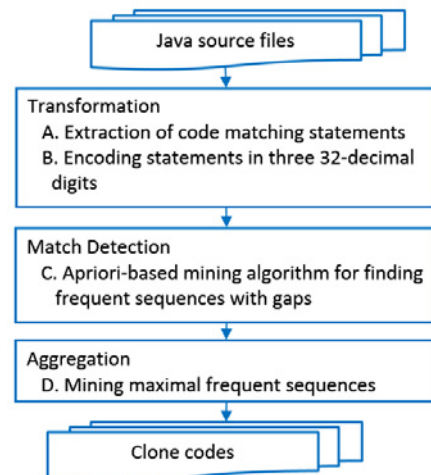 Java source files
Transformation
A. Extraction of code matching statements
B. Encoding statements in three 32-decimal
digits
Match Detection
C. Apriori-based mining algorithm for finding
frequent sequences with gaps
Aggregation
D. Mining maximal frequent sequences
Clone codes